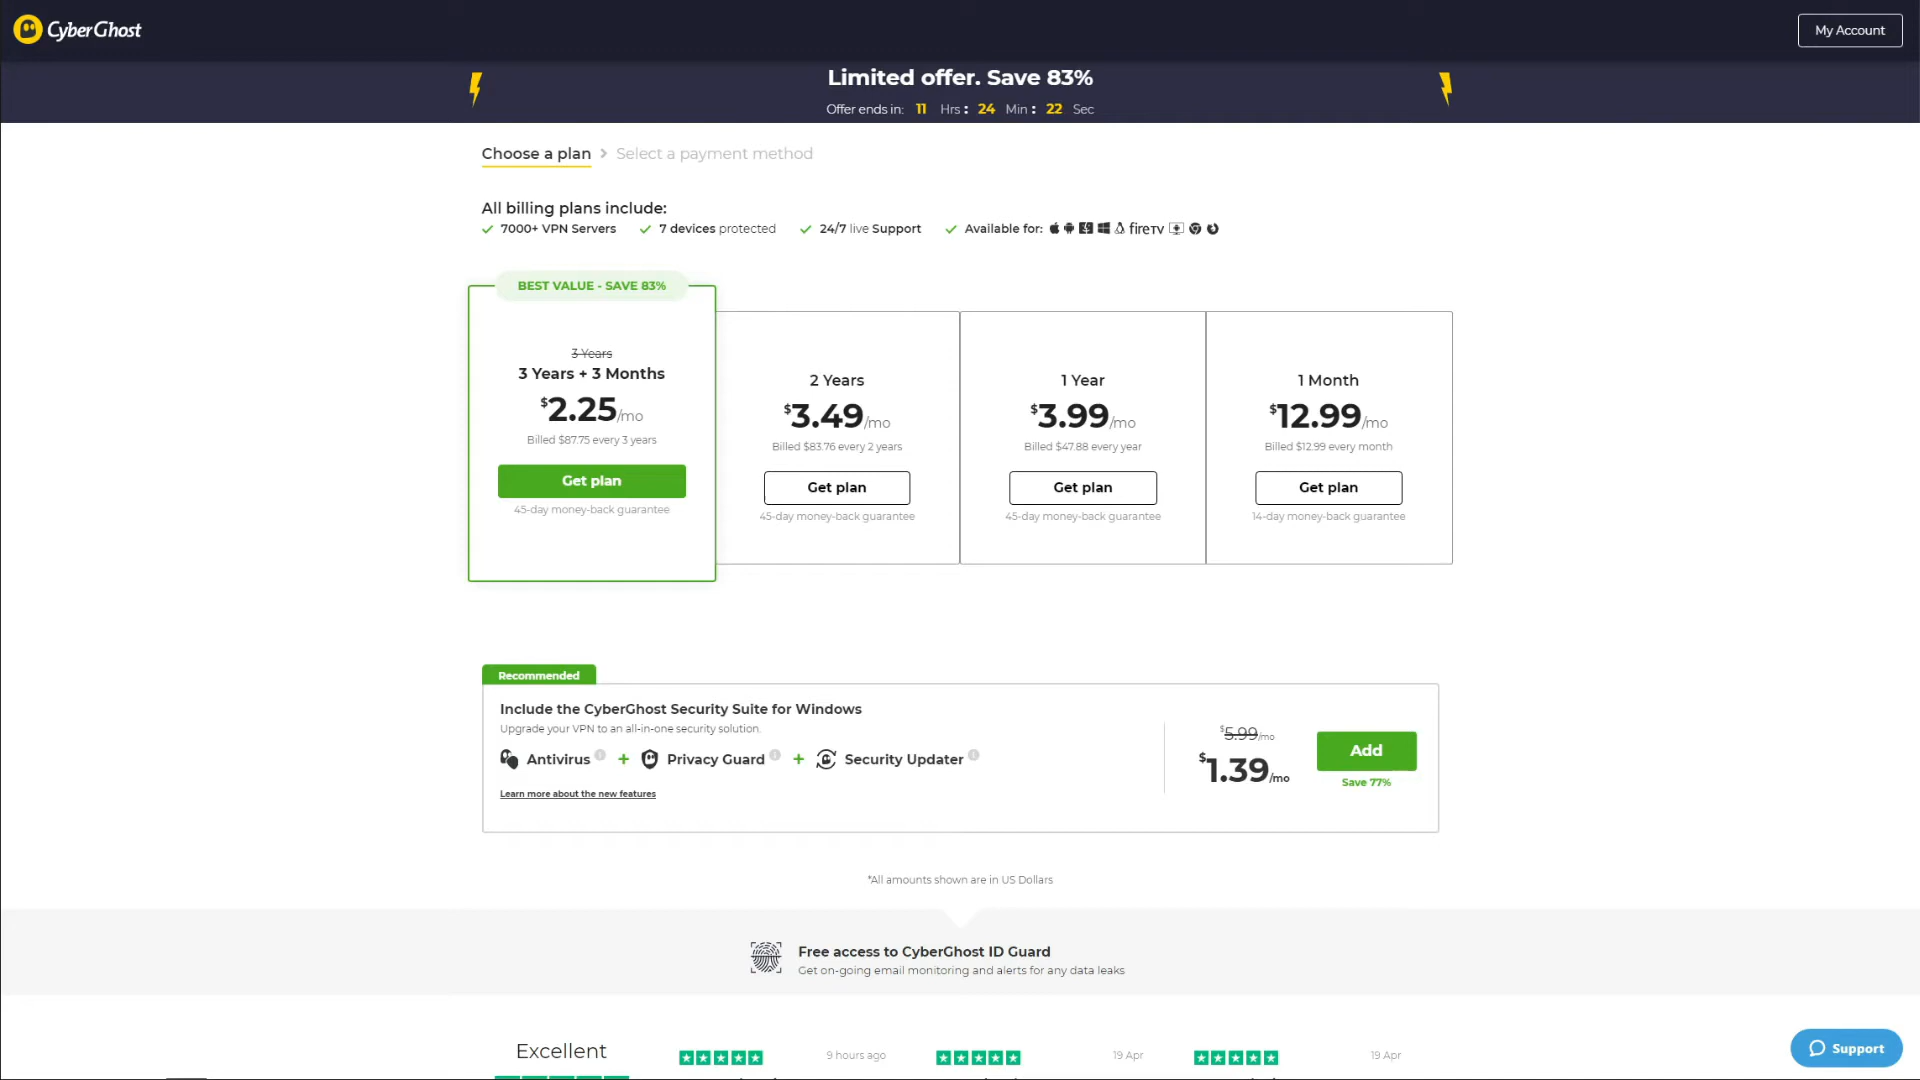 CyberGhost
My Account
Limited offer. Save 83%
Offer ends in: 11 Hrs : 24 Min : 22 Sec
Choose a plan > Select a payment method
All billing plans include:
7000+ VPN Servers 7 devices protected 24/7 live Support Available for: fireTV
BEST VALUE - SAVE 83%
3 Years
3 Years + 3 Months
$2.25/mo
Billed $87.75 every 3 years
Get plan
45-day money-back guarantee
2 Years
$3.49/mo
Billed $83.76 every 2 years
Get plan
45-day money-back guarantee
1 Year
$3.99/mo
Billed $47.88 every year
Get plan
45-day money-back guarantee
1 Month
$12.99/mo
Billed $12.99 every month
Get plan
14-day money-back guarantee
Recommended
Include the CyberGhost Security Suite for Windows
Upgrade your VPN to an all-in-one security solution.
Antivirus + Privacy Guard + Security Updater
Learn more about the new features
$5.99/mo
$1.39/mo
Add
Save 77%
*All amounts shown are in US Dollars
Free access to CyberGhost ID Guard
Get on-going email monitoring and alerts for any data leaks
Excellent
9 hours ago
19 Apr
19 Apr
Support